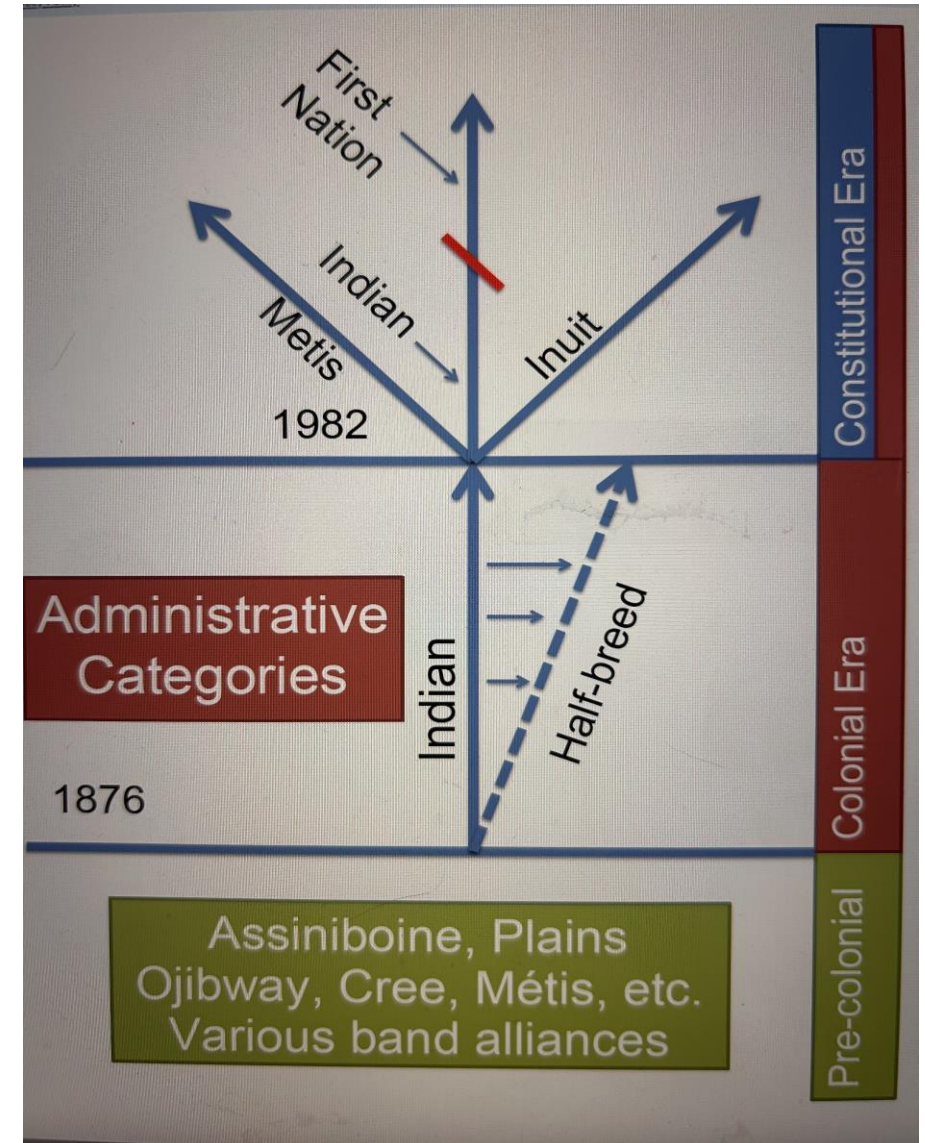 First
Nation
Indian
Metis
Inuit
1982
Constitutional Era
Administrative
Categories
Indian
Half-breed
Colonial Era
1876
Assiniboine, Plains
Ojibway, Cree, Métis, etc.
Various band alliances
Pre-colonial